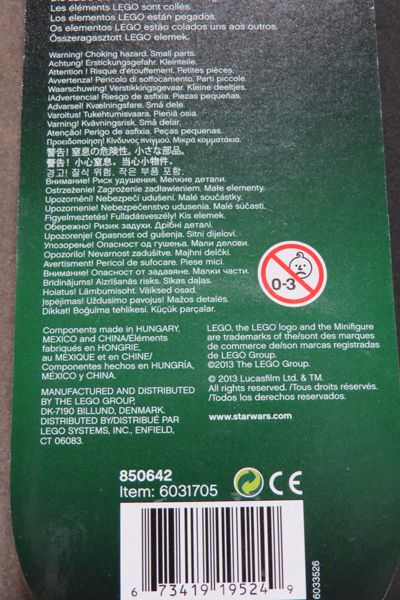 Les éléments LEGO sont collés.
Los elementos LEGO están pegados.
Os elementos LEGO estão colados uns aos outros.
Összeragasztott LEGO elemek.
Warning! Choking hazard. Small parts.
Achtung! Erstickungsgefahr. Kleinteile.
Attention ! Risque d'étouffement. Petites pièces.
Avvertenza! Pericolo di soffocamento. Parti piccole.
Waarschuwing! Verstikkingsgevaar. Kleine deeltjes.
¡Advertencia! Riesgo de asfixia. Piezas pequeñas.
Advarsel! Kvælningsfare. Små dele.
Varoitus! Tukehtumisvaara. Pieniä osia.
Varning! Kvävningsrisk. Små delar.
Atenção! Perigo de asfixia. Peças pequenas.
Προειδοποίηση! Κίνδυνος πνιγμού. Μικρά κομματάκια.
警告! 窒息の危険性。小さな部品。
警告! 小心窒息。当心小物件。
경고! 질식 위험. 작은 부품 포함.
Внимание! Риск удушения. Мелкие детали.
Ostrzeżenie! Zagrożenie zadławieniem. Małe elementy.
Upozornění! Nebezpečí udušení. Malé součástky.
Upozornenie! Nebezpečenstvo udusenia. Malé súčasti.
Figyelmeztetés! Fulladásveszély! Kis elemek.
Обережно! Ризик задухи. Дрібні деталі.
Upozorenje! Opasnost od gušenja. Sitni dijelovi.
Упозорење! Опасност од гушења. Мали делови.
Opozorilo! Nevarnost zadušitve. Majhni delčki.
Avertisment! Pericol de sufocare. Piese mici.
Внимание! Опасност от задавяне. Малки части.
Brīdinājums! Aizrīšanās risks. Sīkas daļas.
Hoiatus! Lämbumisoht. Väiksed osad.
Įspėjimas! Uždusimo pavojus! Mažos detalės.
Dikkat! Boğulma tehlikesi. Küçük parçalar.
0-3
Components made in HUNGARY,
MEXICO and CHINA/Eléments
fabriqués en HONGRIE,
au MEXIQUE et en CHINE/
Componentes hechos en HUNGRÍA,
MÉXICO y CHINA.
MANUFACTURED AND DISTRIBUTED
BY THE LEGO GROUP,
DK-7190 BILLUND, DENMARK.
DISTRIBUTED BY/DISTRIBUÉ PAR
LEGO SYSTEMS, INC., ENFIELD,
CT 06083.
LEGO, the LEGO logo and the Minifigure
are trademarks of the/sont des marques
de commerce de/son marcas registradas
de LEGO Group.
©2013 The LEGO Group.
© 2013 Lucasfilm Ltd. & TM.
All rights reserved. /Tous droits réservés.
/Todos los derechos reservados.
www.starwars.com
850642
Item: 6031705
CE
6 73419 19524 9
6033526